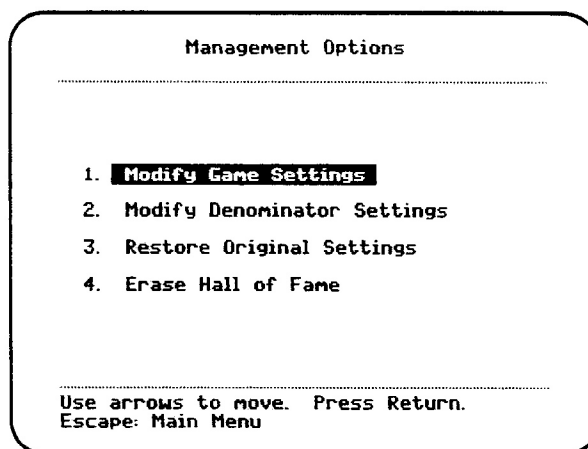 Management Options
1. Modify Game Settings
2. Modify Denominator Settings
3. Restore Original Settings
4. Erase Hall of Fame
Use arrows to move. Press Return.
Escape: Main Menu